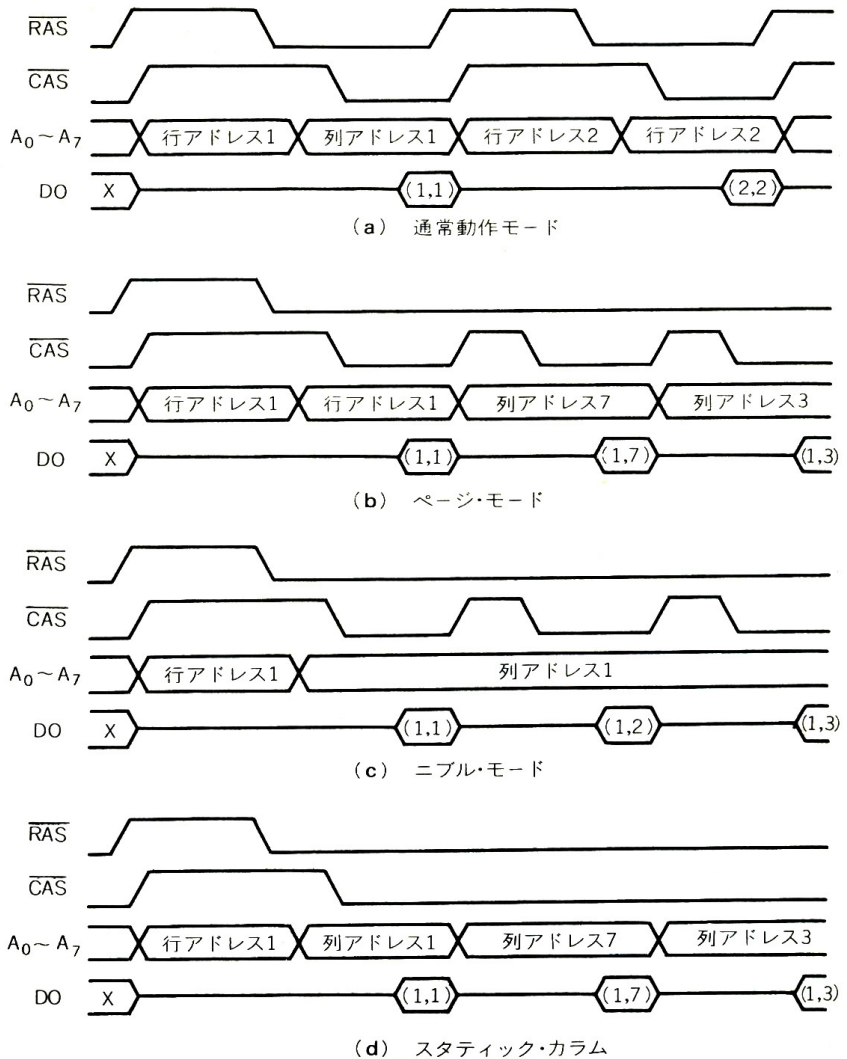 RAS
CAS
A0~A7 行アドレス1 列アドレス1 行アドレス2 行アドレス2
DO X (1,1) (2,2)
(a) 通常動作モード
RAS
CAS
A0~A7 行アドレス1 行アドレス1 列アドレス7 列アドレス3
DO X (1,1) (1,7) (1,3)
(b) ページ・モード
RAS
CAS
A0~A7 行アドレス1 列アドレス1
DO X (1,1) (1,2) (1,3)
(c) ニブル・モード
RAS
CAS
A0~A7 行アドレス1 列アドレス1 列アドレス7 列アドレス3
DO X (1,1) (1,7) (1,3)
(d) スタティック・カラム